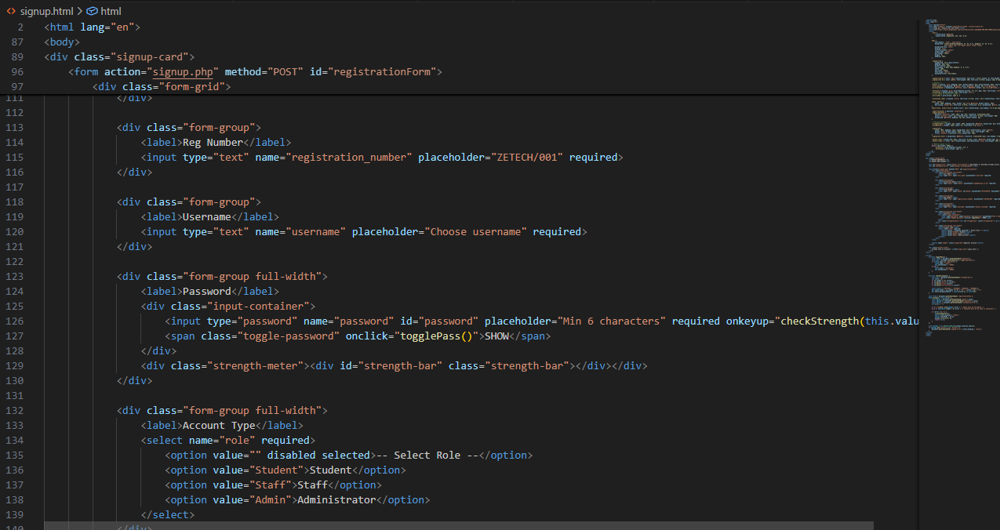 signup.html > html
2 <html lang="en">
87 <body>
89 <div class="signup-card">
96 <form action="signup.php" method="POST" id="registrationForm">
97 <div class="form-grid">
111 </div>
112
113 <div class="form-group">
114 <label>Reg Number</label>
115 <input type="text" name="registration_number" placeholder="ZETECH/001" required>
116 </div>
117
118 <div class="form-group">
119 <label>Username</label>
120 <input type="text" name="username" placeholder="Choose username" required>
121 </div>
122
123 <div class="form-group full-width">
124 <label>Password</label>
125 <div class="input-container">
126 <input type="password" name="password" id="password" placeholder="Min 6 characters" required onkeyup="checkStrength(this.valu
127 <span class="toggle-password" onclick="togglePass()">SHOW</span>
128 </div>
129 <div class="strength-meter"><div id="strength-bar" class="strength-bar"></div></div>
130 </div>
131
132 <div class="form-group full-width">
133 <label>Account Type</label>
134 <select name="role" required>
135 <option value="" disabled selected>-- Select Role --</option>
136 <option value="Student">Student</option>
137 <option value="Staff">Staff</option>
138 <option value="Admin">Administrator</option>
139 </select>
140 </div>